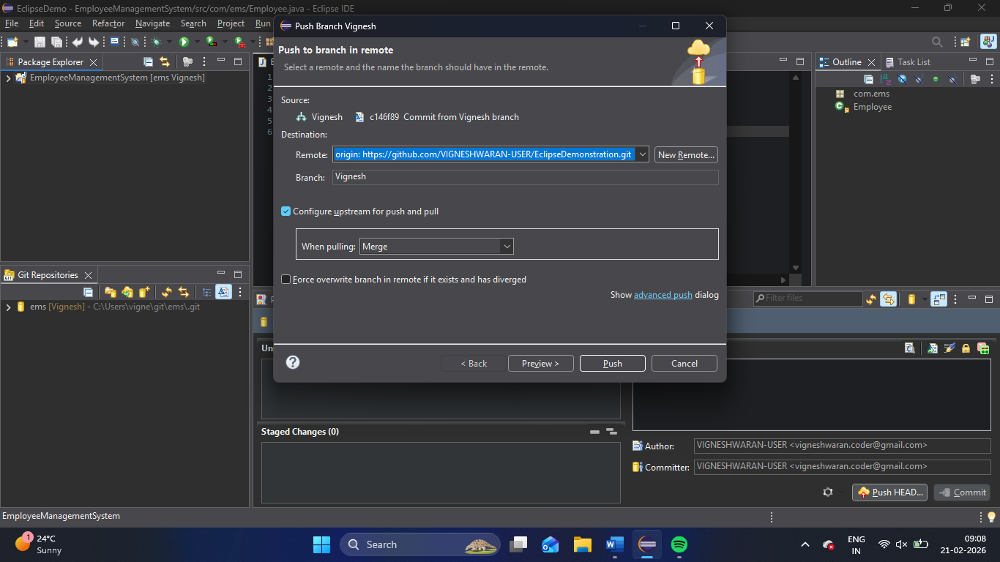 EclipseDemo - EmployeeManagementSystem/src/com/ems/Employee.java - Eclipse IDE
File Edit Source Refactor Navigate Search Project Run
Package Explorer
EmployeeManagementSystem [ems Vignesh]
Git Repositories
ems [Vignesh] - C:\Users\vigne\git\ems\.git
1
2
3
4
5
6
Push Branch Vignesh
Push to branch in remote
Select a remote and the name the branch should have in the remote.
Source:
Vignesh c146f89 Commit from Vignesh branch
Destination:
Remote: origin: https://github.com/VIGNESHWARAN-USER/EclipseDemonstration.git New Remote...
Branch: Vignesh
Configure upstream for push and pull
When pulling: Merge
Force overwrite branch in remote if it exists and has diverged
Show advanced push dialog
< Back Preview > Push Cancel
Outline Task List
com.ems
Employee
Filter files
Staged Changes (0)
Author: VIGNESHWARAN-USER <vigneshwaran.coder@gmail.com>
Committer: VIGNESHWARAN-USER <vigneshwaran.coder@gmail.com>
Push HEAD... Commit
EmployeeManagementSystem
1
24°C
Sunny
Search
ENG
IN
09:08
21-02-2026